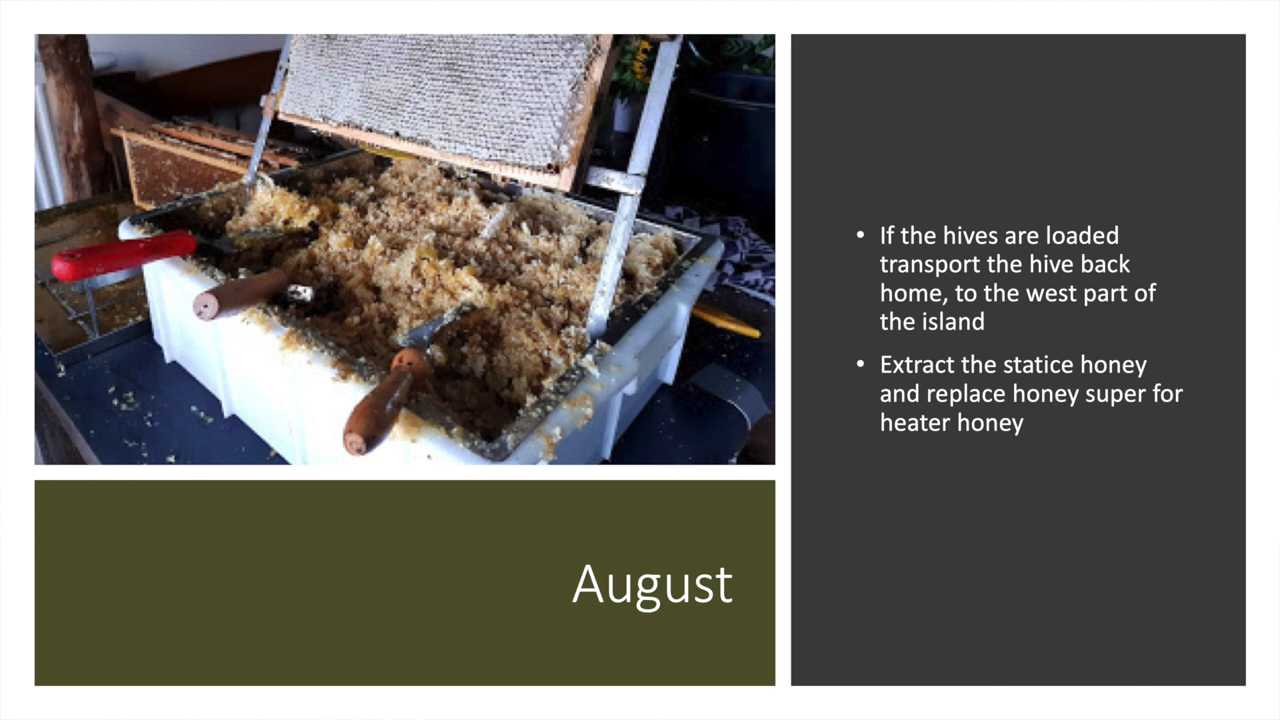 August
• If the hives are loaded
transport the hive back
home, to the west part of
the island
• Extract the statice honey
and replace honey super for
heater honey